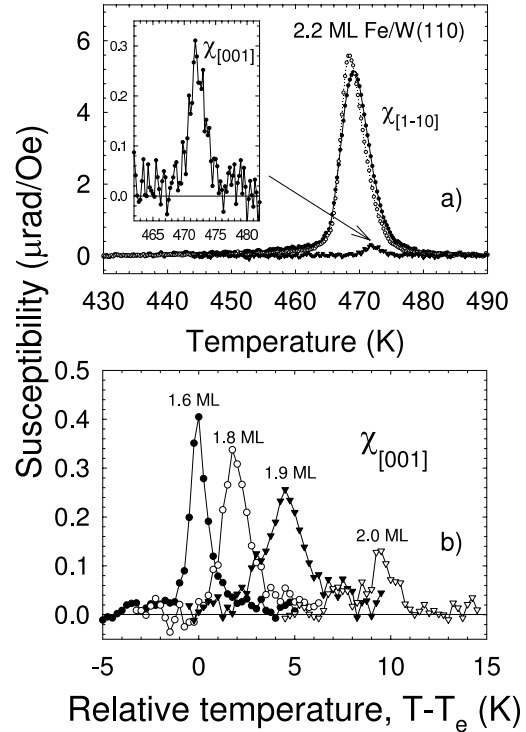 2.2 ML Fe/W(110)
χ[001]
0.3
0.2
0.1
0.0
465 470 475 480
χ[1-10]
a)
6
4
2
0
430 440 450 460 470 480 490
Temperature (K)
Susceptibility (μrad/Oe)
0.5
0.4
0.3
0.2
0.1
0.0
1.6 ML
1.8 ML
1.9 ML
2.0 ML
χ[001]
b)
-5 0 5 10 15
Relative temperature, T-Te (K)